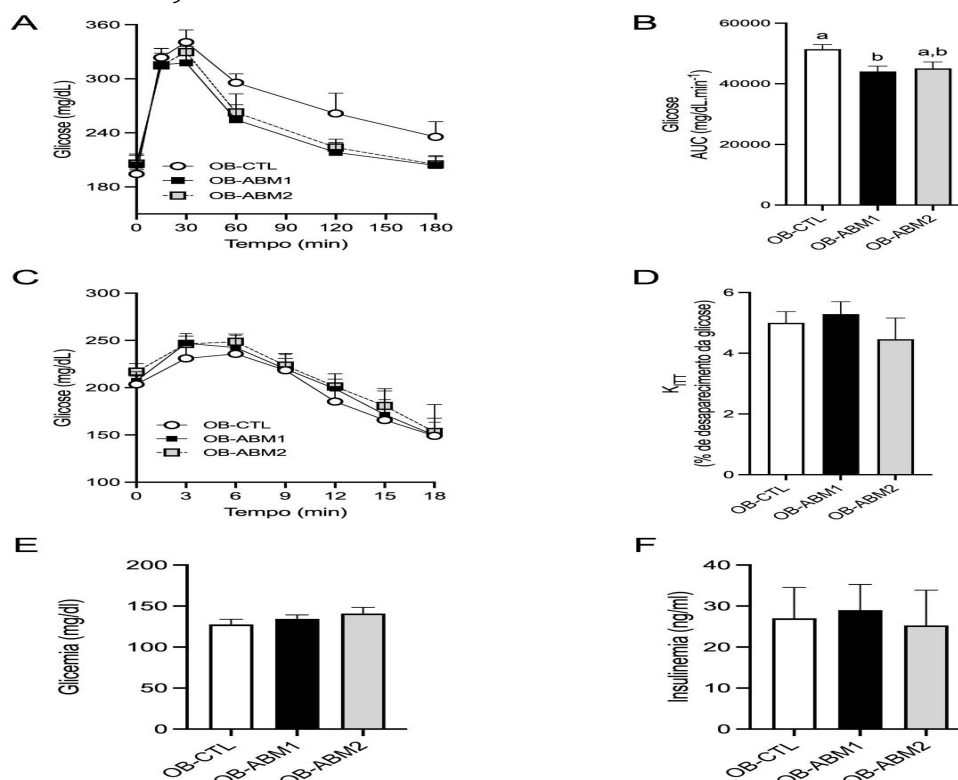 A
Glicose (mg/dL)
360
300
240
180
OB-CTL
OB-ABM1
OB-ABM2
0 30 60 90 120 150 180
Tempo (min)
B
Glicose
AUC (mg/dL.min⁻¹)
60000
40000
20000
0
a
b
a,b
OB-CTL
OB-ABM1
OB-ABM2
C
Glicose (mg/dL)
300
250
200
150
100
OB-CTL
OB-ABM1
OB-ABM2
0 3 6 9 12 15 18
Tempo (min)
D
KITT
(% de desaparecimento da glicose)
6
4
2
0
OB-CTL
OB-ABM1
OB-ABM2
E
Glicemia (mg/dl)
200
150
100
50
0
OB-CTL
OB-ABM1
OB-ABM2
F
Insulinemia (ng/ml)
40
30
20
10
0
OB-CTL
OB-ABM1
OB-ABM2